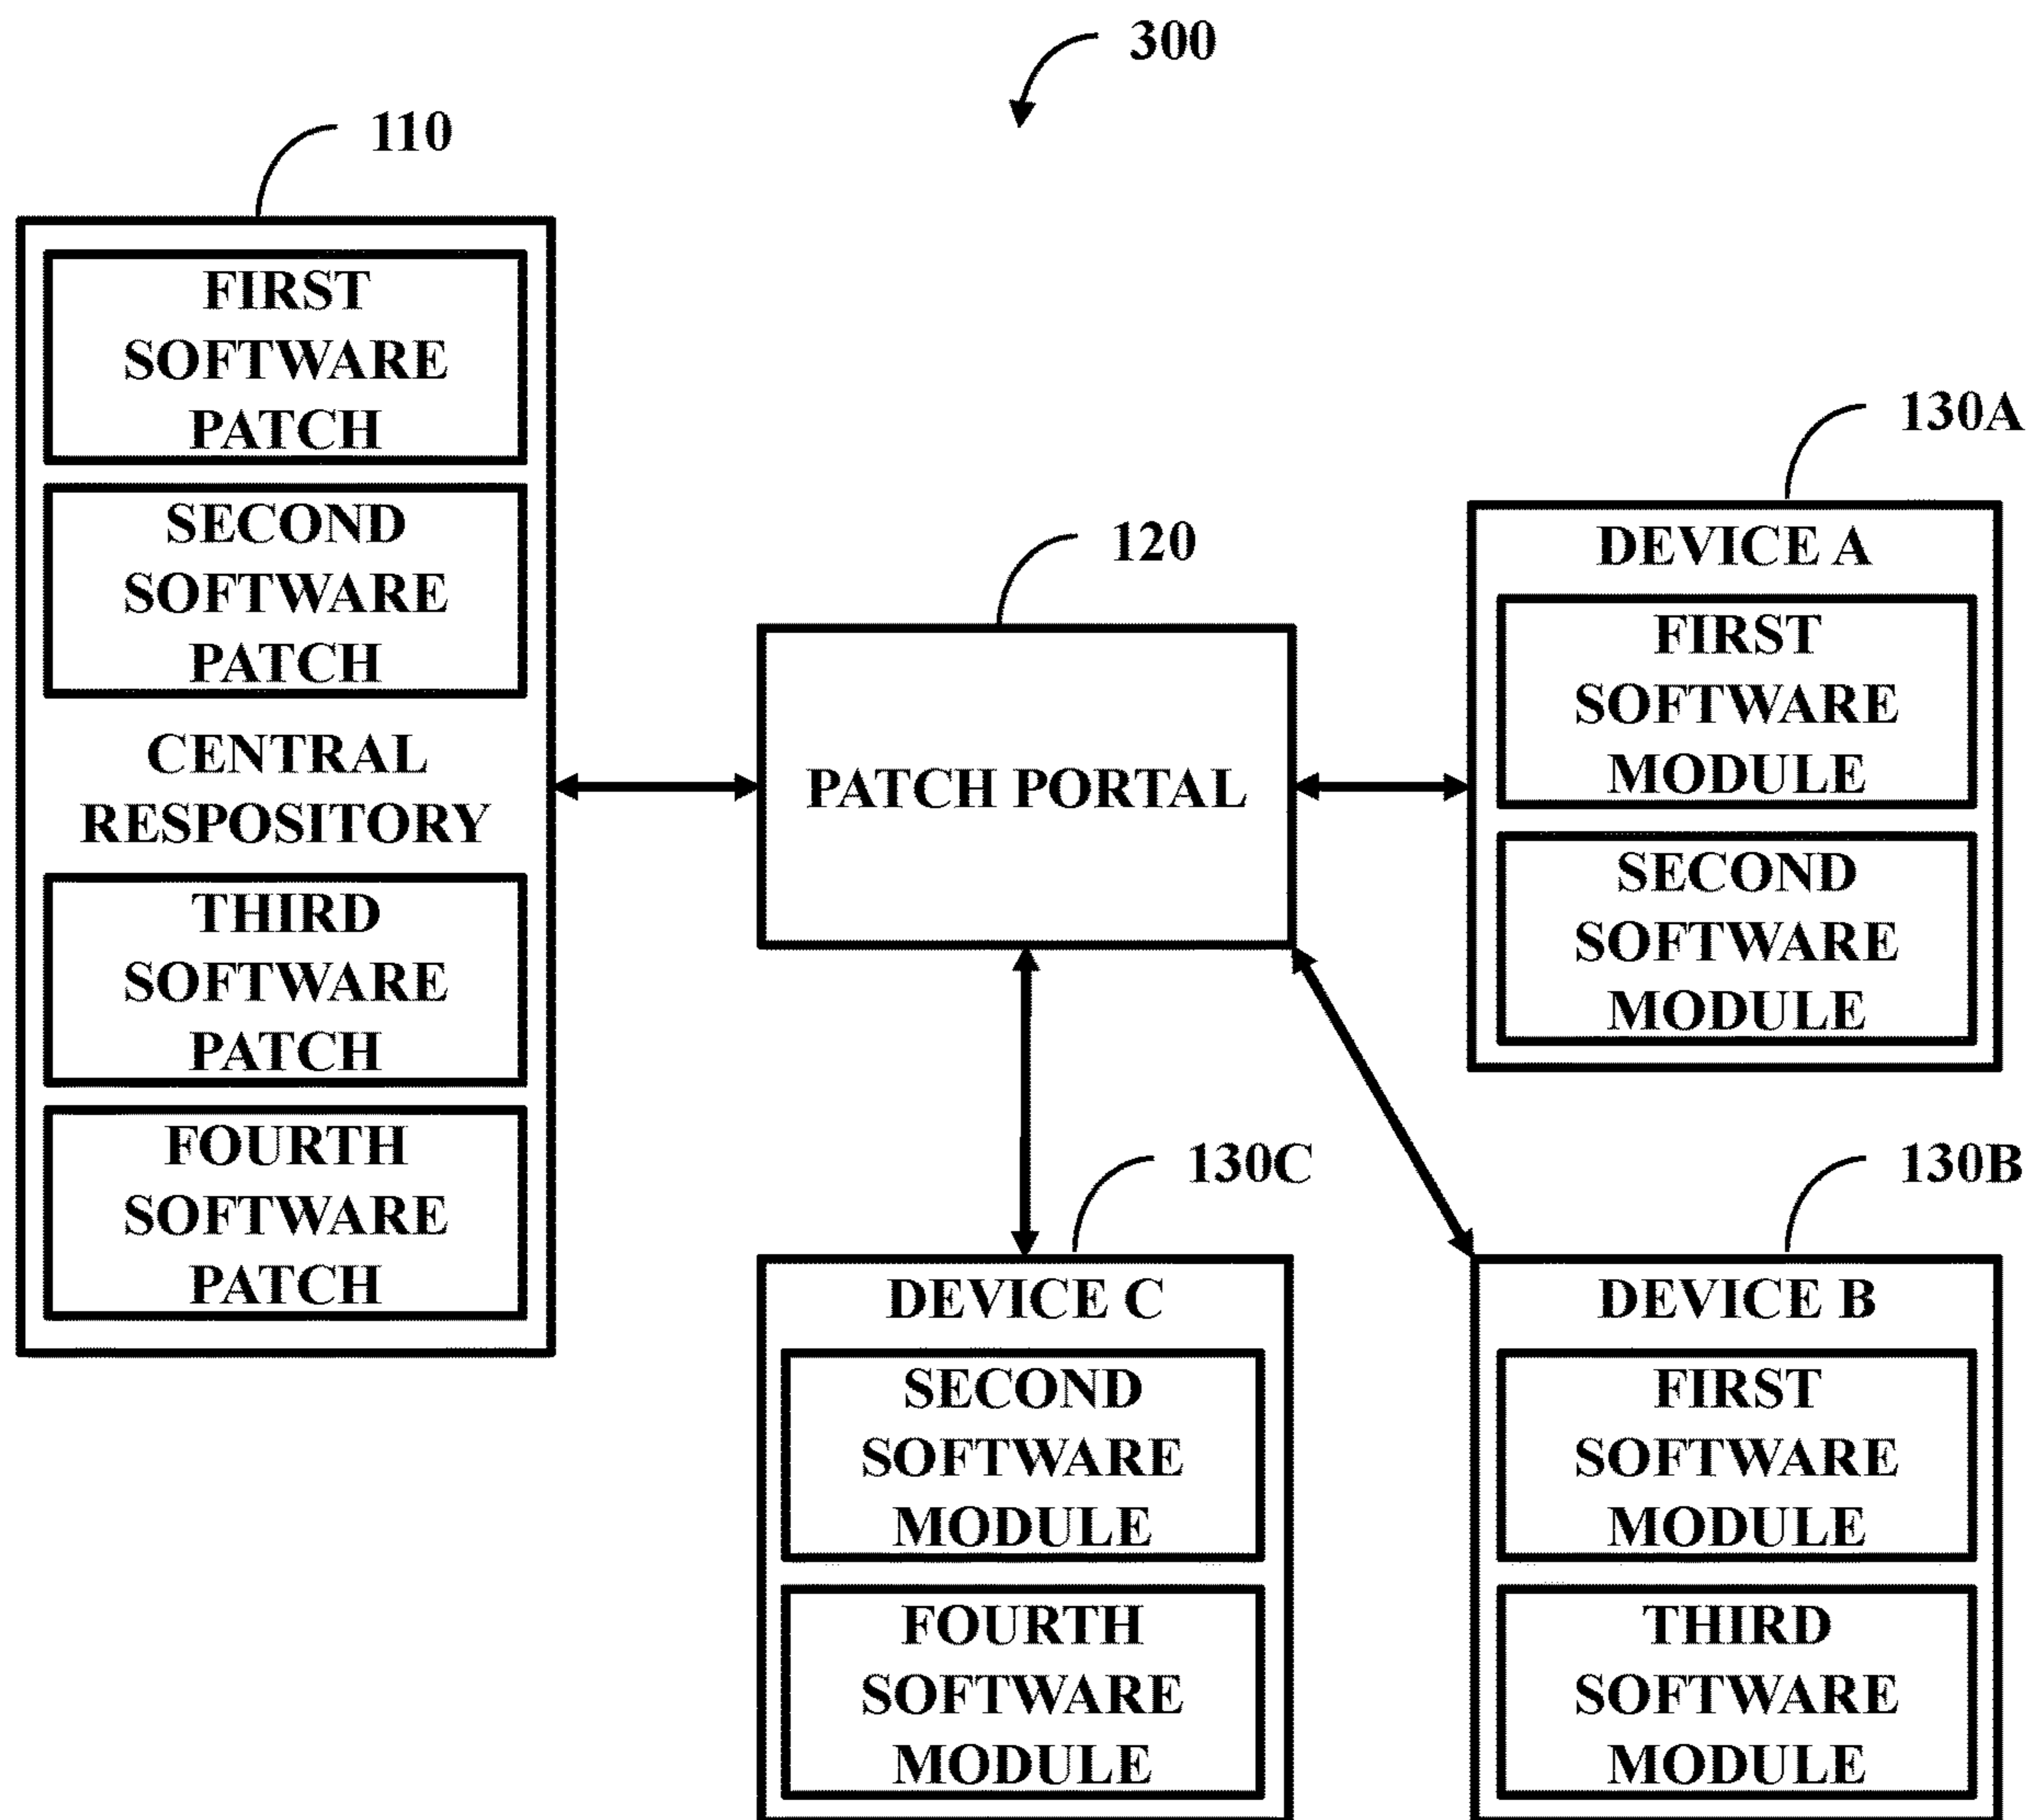 300
110
FIRST
SOFTWARE
PATCH
SECOND
SOFTWARE
PATCH
CENTRAL
RESPOSITORY
THIRD
SOFTWARE
PATCH
FOURTH
SOFTWARE
PATCH
120
PATCH PORTAL
130A
DEVICE A
FIRST
SOFTWARE
MODULE
SECOND
SOFTWARE
MODULE
130C
DEVICE C
SECOND
SOFTWARE
MODULE
FOURTH
SOFTWARE
MODULE
130B
DEVICE B
FIRST
SOFTWARE
MODULE
THIRD
SOFTWARE
MODULE